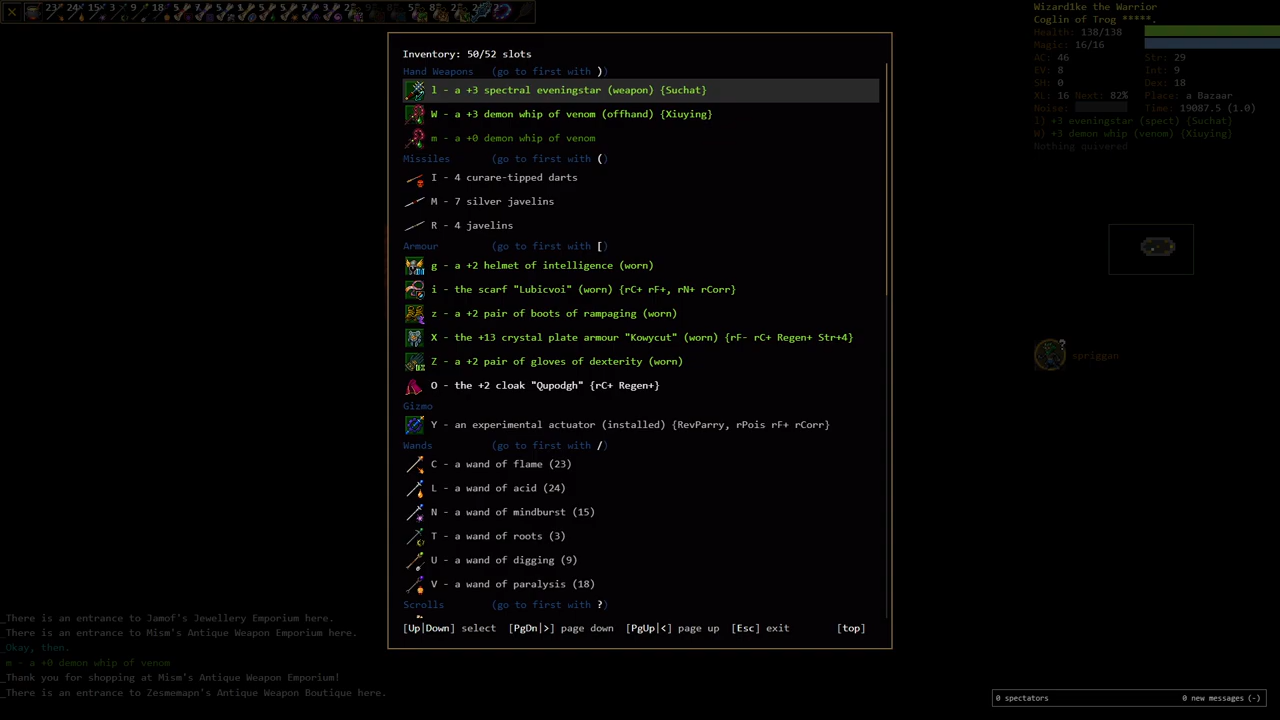 Inventory: 50/52 slots
Hand Weapons (go to first with ))
l - a +3 spectral eveningstar (weapon) {Suchat}
W - a +3 demon whip of venom (offhand) {Xiuying}
m - a +0 demon whip of venom
Missiles (go to first with ()
I - 4 curare-tipped darts
M - 7 silver javelins
R - 4 javelins
Armour (go to first with [)
g - a +2 helmet of intelligence (worn)
i - the scarf "Lubicvoi" (worn) {rC+ rF+, rN+ rCorr}
z - a +2 pair of boots of rampaging (worn)
X - the +13 crystal plate armour "Kowycut" (worn) {rF- rC+ Regen+ Str+4}
Z - a +2 pair of gloves of dexterity (worn)
O - the +2 cloak "Qupodgh" {rC+ Regen+}
Gizmo
Y - an experimental actuator (installed) {RevParry, rPois rF+ rCorr}
Wands (go to first with /)
C - a wand of flame (23)
L - a wand of acid (24)
N - a wand of mindburst (15)
T - a wand of roots (3)
U - a wand of digging (9)
V - a wand of paralysis (18)
Scrolls (go to first with ?)
[Up|Down] select [PgDn|>] page down [PgUp|<] page up [Esc] exit [top]
Wizard1ke the Warrior
Coglin of Trog *****.
Health: 138/138
Magic: 16/16
AC: 46 Str: 29
EV: 8 Int: 9
SH: 0 Dex: 18
XL: 16 Next: 82% Place: a Bazaar
Noise: Time: 19087.5 (1.0)
l) +3 eveningstar (spect) {Suchat}
W) +3 demon whip (venom) {Xiuying}
Nothing quivered
spriggan
_There is an entrance to Jamof's Jewellery Emporium here.
_There is an entrance to Mism's Antique Weapon Emporium here.
_Okay, then.
m - a +0 demon whip of venom
_Thank you for shopping at Mism's Antique Weapon Emporium!
_There is an entrance to Zesmemapn's Antique Weapon Boutique here.
0 spectators 0 new messages (-)